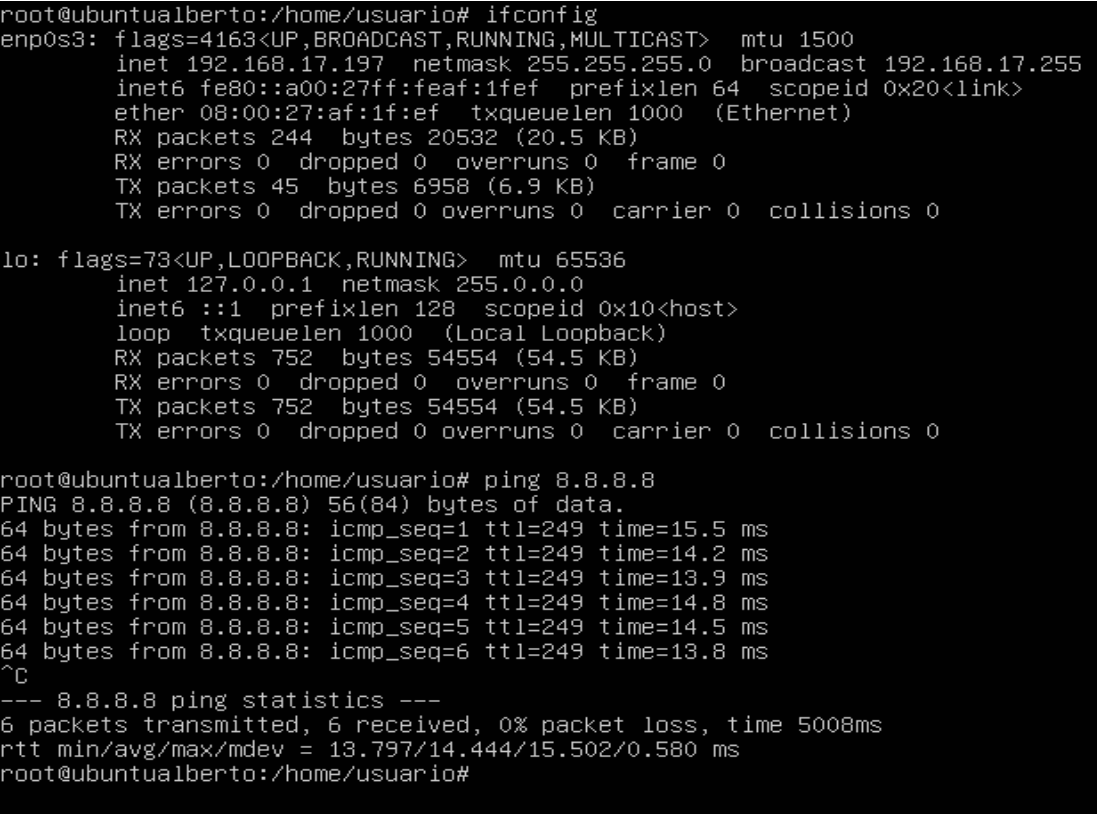 root@ubuntualberto:/home/usuario# ifconfig
enp0s3: flags=4163<UP,BROADCAST,RUNNING,MULTICAST>  mtu 1500
        inet 192.168.17.197  netmask 255.255.255.0  broadcast 192.168.17.255
        inet6 fe80::a00:27ff:feaf:1fef  prefixlen 64  scopeid 0x20<link>
        ether 08:00:27:af:1f:ef  txqueuelen 1000  (Ethernet)
        RX packets 244  bytes 20532 (20.5 KB)
        RX errors 0  dropped 0  overruns 0  frame 0
        TX packets 45  bytes 6958 (6.9 KB)
        TX errors 0  dropped 0 overruns 0  carrier 0  collisions 0

lo: flags=73<UP,LOOPBACK,RUNNING>  mtu 65536
        inet 127.0.0.1  netmask 255.0.0.0
        inet6 ::1  prefixlen 128  scopeid 0x10<host>
        loop  txqueuelen 1000  (Local Loopback)
        RX packets 752  bytes 54554 (54.5 KB)
        RX errors 0  dropped 0  overruns 0  frame 0
        TX packets 752  bytes 54554 (54.5 KB)
        TX errors 0  dropped 0 overruns 0  carrier 0  collisions 0

root@ubuntualberto:/home/usuario# ping 8.8.8.8
PING 8.8.8.8 (8.8.8.8) 56(84) bytes of data.
64 bytes from 8.8.8.8: icmp_seq=1 ttl=249 time=15.5 ms
64 bytes from 8.8.8.8: icmp_seq=2 ttl=249 time=14.2 ms
64 bytes from 8.8.8.8: icmp_seq=3 ttl=249 time=13.9 ms
64 bytes from 8.8.8.8: icmp_seq=4 ttl=249 time=14.8 ms
64 bytes from 8.8.8.8: icmp_seq=5 ttl=249 time=14.5 ms
64 bytes from 8.8.8.8: icmp_seq=6 ttl=249 time=13.8 ms
^C
--- 8.8.8.8 ping statistics ---
6 packets transmitted, 6 received, 0% packet loss, time 5008ms
rtt min/avg/max/mdev = 13.797/14.444/15.502/0.580 ms
root@ubuntualberto:/home/usuario#